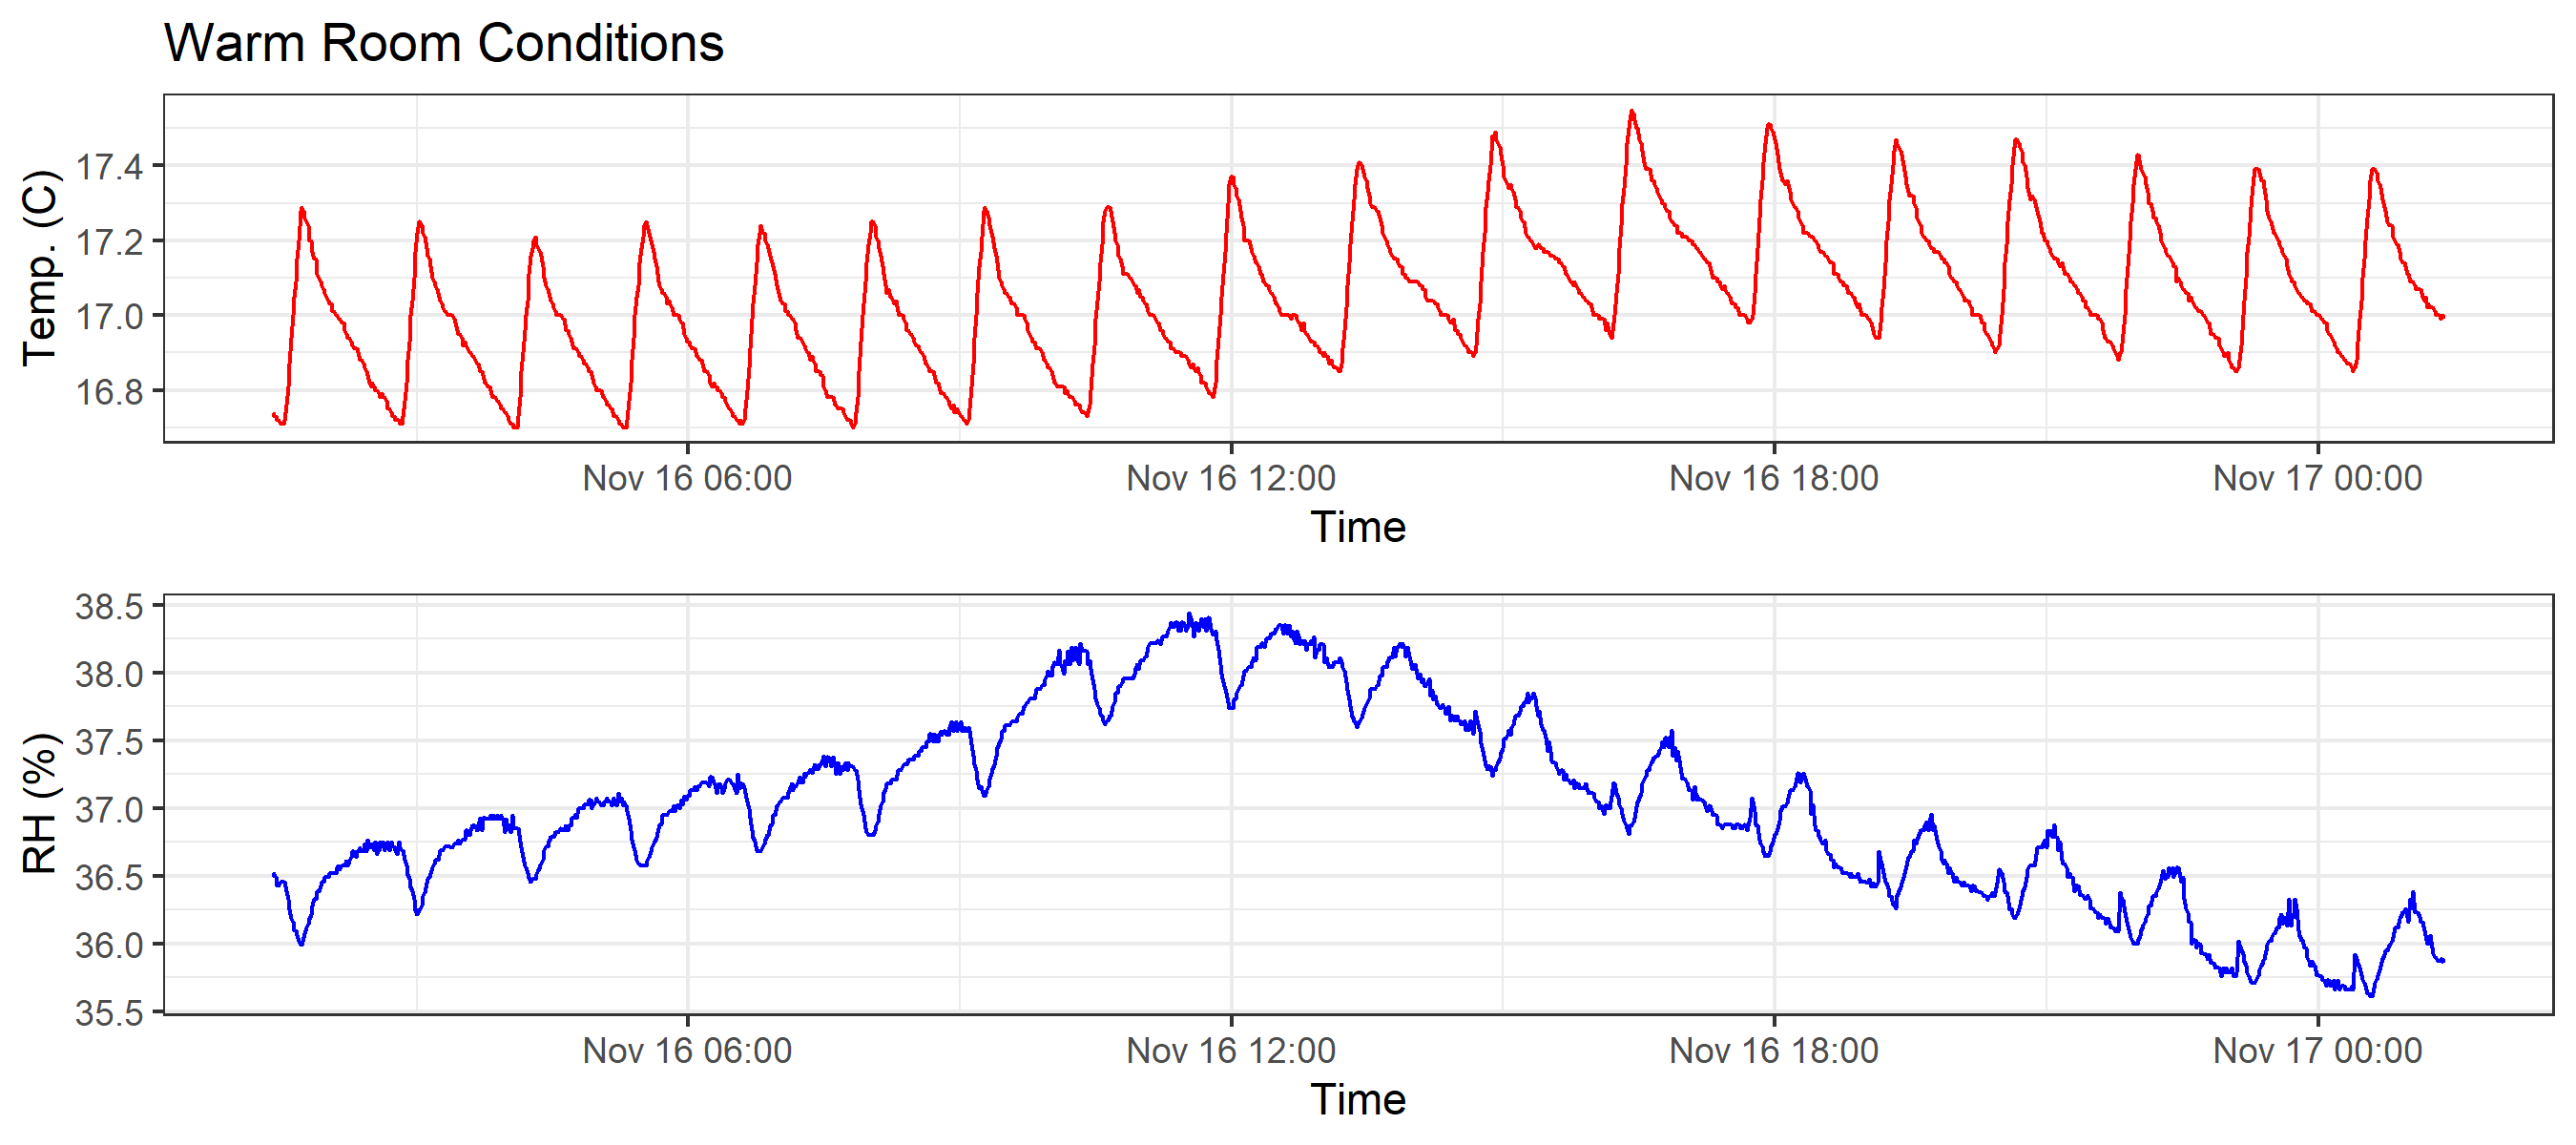 Warm Room Conditions
Temp. (C)
17.4
17.2
17.0
16.8
Nov 16 06:00 Nov 16 12:00 Nov 16 18:00 Nov 17 00:00
Time
RH (%)
38.5
38.0
37.5
37.0
36.5
36.0
35.5
Nov 16 06:00 Nov 16 12:00 Nov 16 18:00 Nov 17 00:00
Time